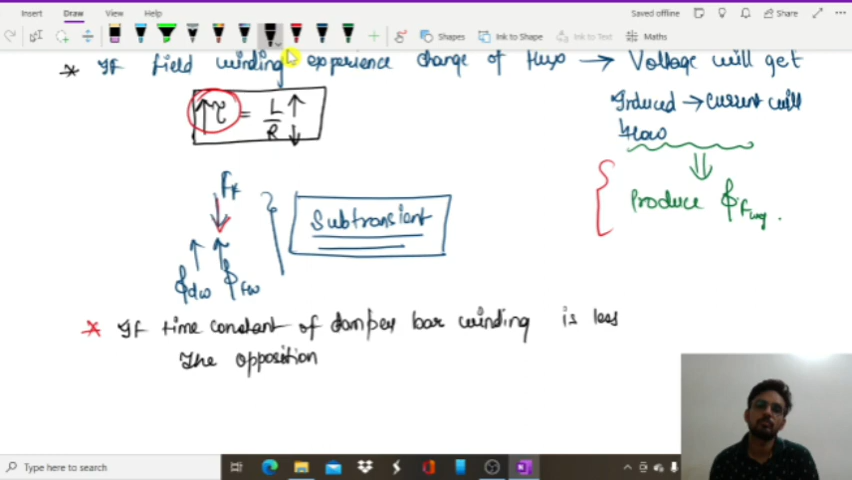 Insert Draw View Help Saved offline Share
Shapes Ink to Shape Ink to Text Maths
* If field winding experience change of flux → Voltage will get
Induced → current will
flow
↑ τ = L/R ↑ ↓
Produce ϕFwg.
FF
Subtransient
ϕdw ϕfw
* If time constant of damper bar winding is less
The opposition
Type here to search